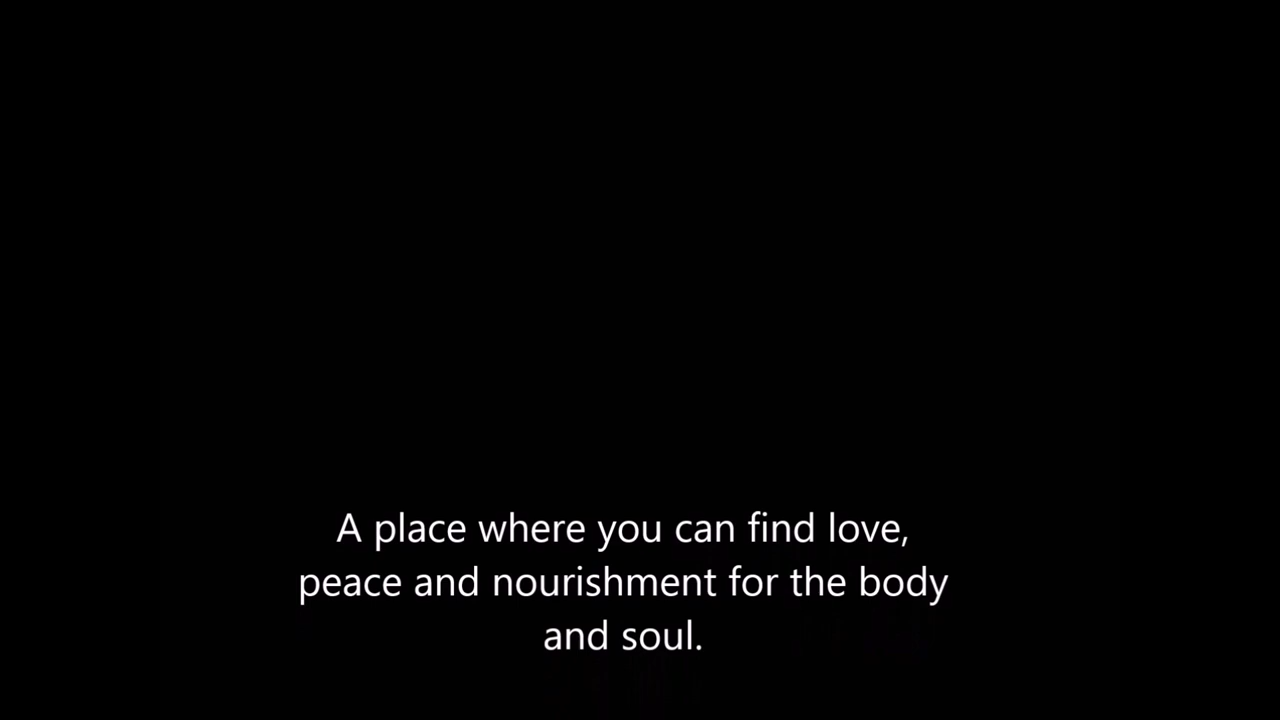 A place where you can find love,
peace and nourishment for the body
and soul.